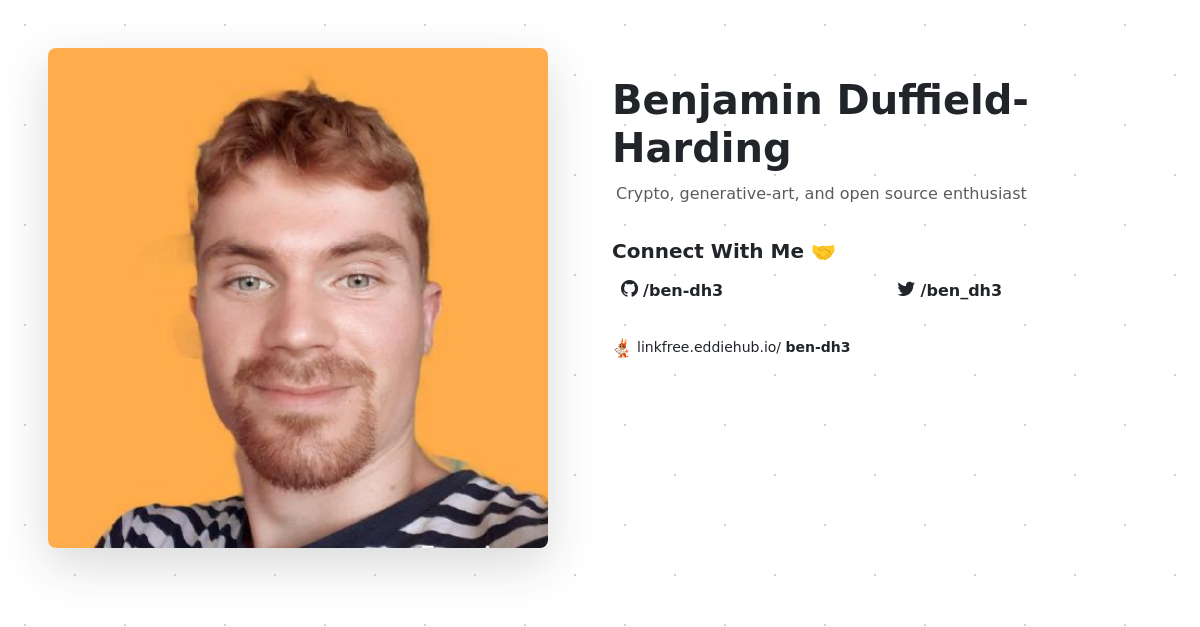 Benjamin Duffield-
Harding
Crypto, generative-art, and open source enthusiast
Connect With Me 🤝
/ben-dh3
/ben_dh3
linkfree.eddiehub.io/ ben-dh3